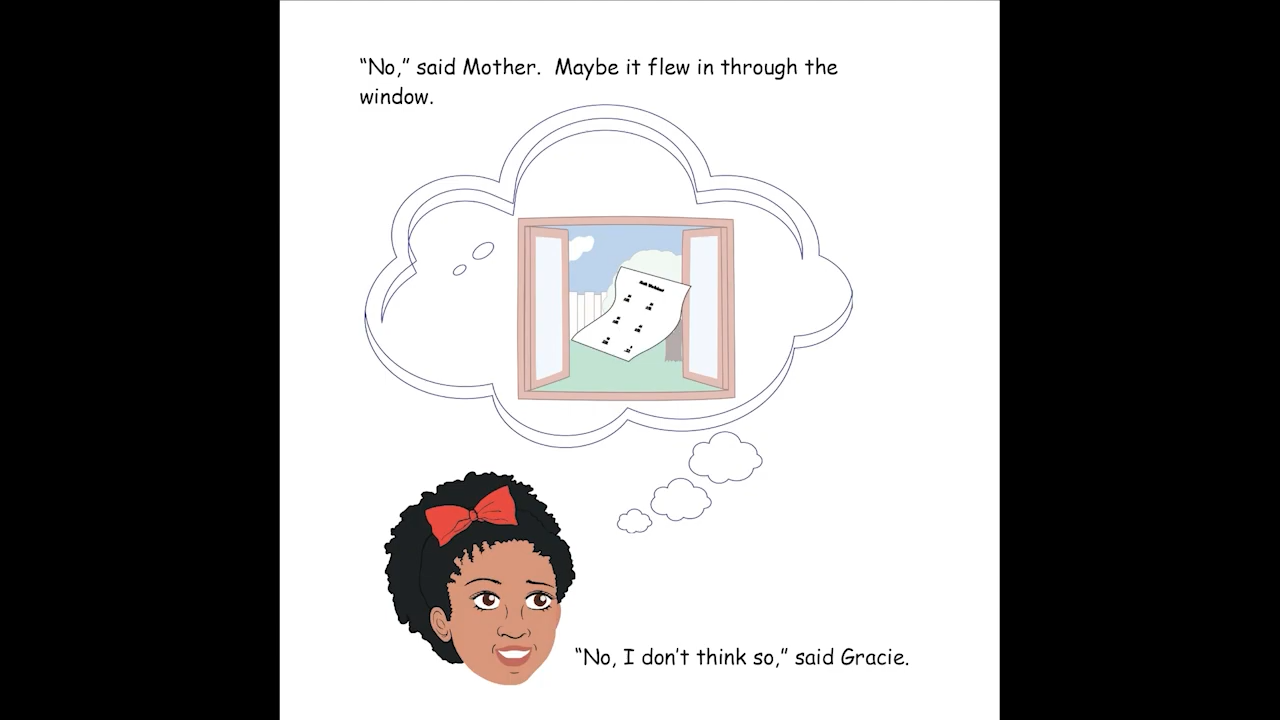 “No,” said Mother.  Maybe it flew in through the
window.
“No, I don’t think so,” said Gracie.